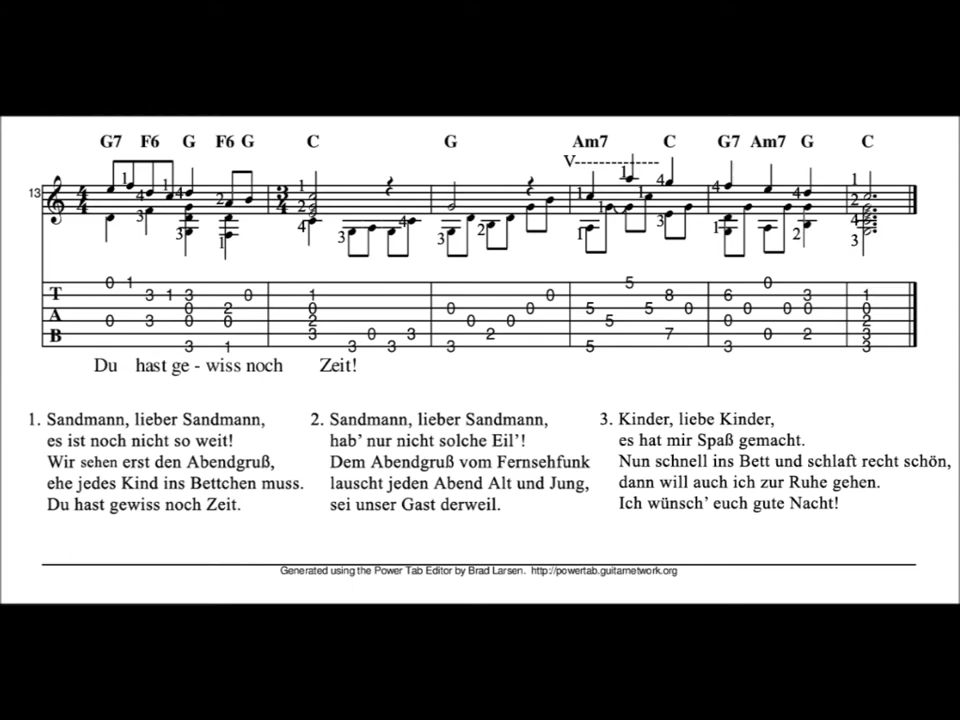 G7 F6 G F6 G C G Am7 C G7 Am7 G C
V
13
T
A
B
Du hast ge - wiss noch Zeit!
1. Sandmann, lieber Sandmann,
es ist noch nicht so weit!
Wir sehen erst den Abendgruß,
ehe jedes Kind ins Bettchen muss.
Du hast gewiss noch Zeit.
2. Sandmann, lieber Sandmann,
hab' nur nicht solche Eil'!
Dem Abendgruß vom Fernsehfunk
lauscht jeden Abend Alt und Jung,
sei unser Gast derweil.
3. Kinder, liebe Kinder,
es hat mir Spaß gemacht.
Nun schnell ins Bett und schlaft recht schön,
dann will auch ich zur Ruhe gehen.
Ich wünsch' euch gute Nacht!
Generated using the Power Tab Editor by Brad Larsen. http://powertab.guitarnetwork.org